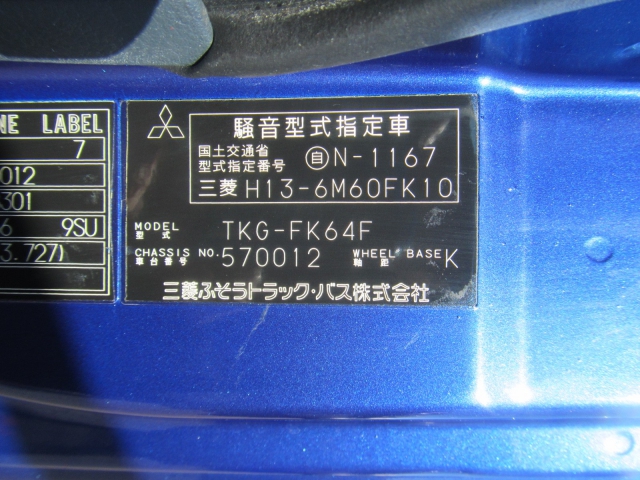 NE LABEL
7
012
301
6 9SU
3.727)
騒音型式指定車
国土交通省
型式指定番号 自 N-1167
三菱 H13-6M60FK10
MODEL
型式 TKG-FK64F
CHASSIS NO.
車台番号 570012
WHEEL BASE
軸距 K
三菱ふそうトラック・バス株式会社